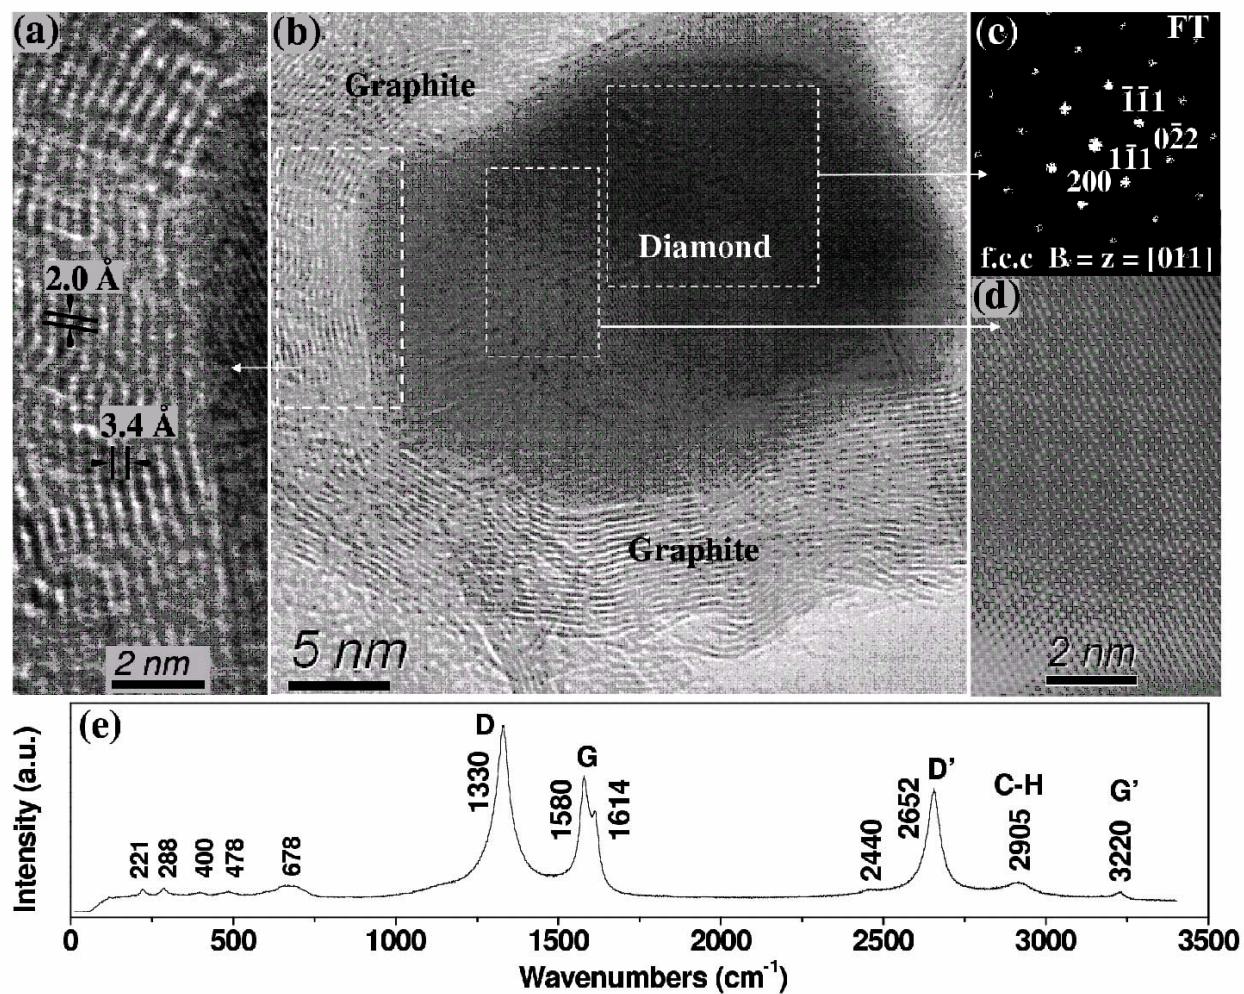 (a)
2.0 Å
3.4 Å
2 nm
(b)
Graphite
Diamond
Graphite
5 nm
(c)
FT
1̅1̅1
02̅2
11̅1
200
f.c.c B = z = [011]
(d)
2 nm
(e)
Intensity (a.u.)
221
288
400
478
678
D
1330
G
1580
1614
2440
D’
2652
C-H
2905
G’
3220
0 500 1000 1500 2000 2500 3000 3500
Wavenumbers (cm⁻¹)